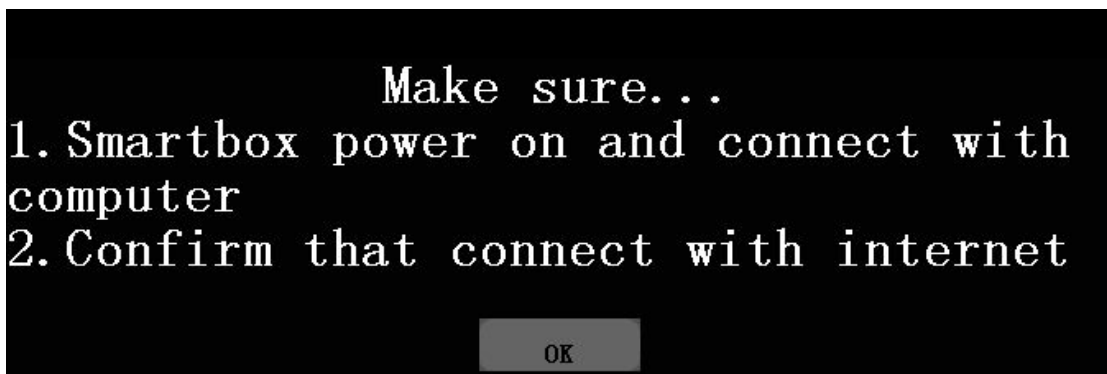 Make sure...
1.Smartbox power on and connect with
computer
2.Confirm that connect with internet
OK